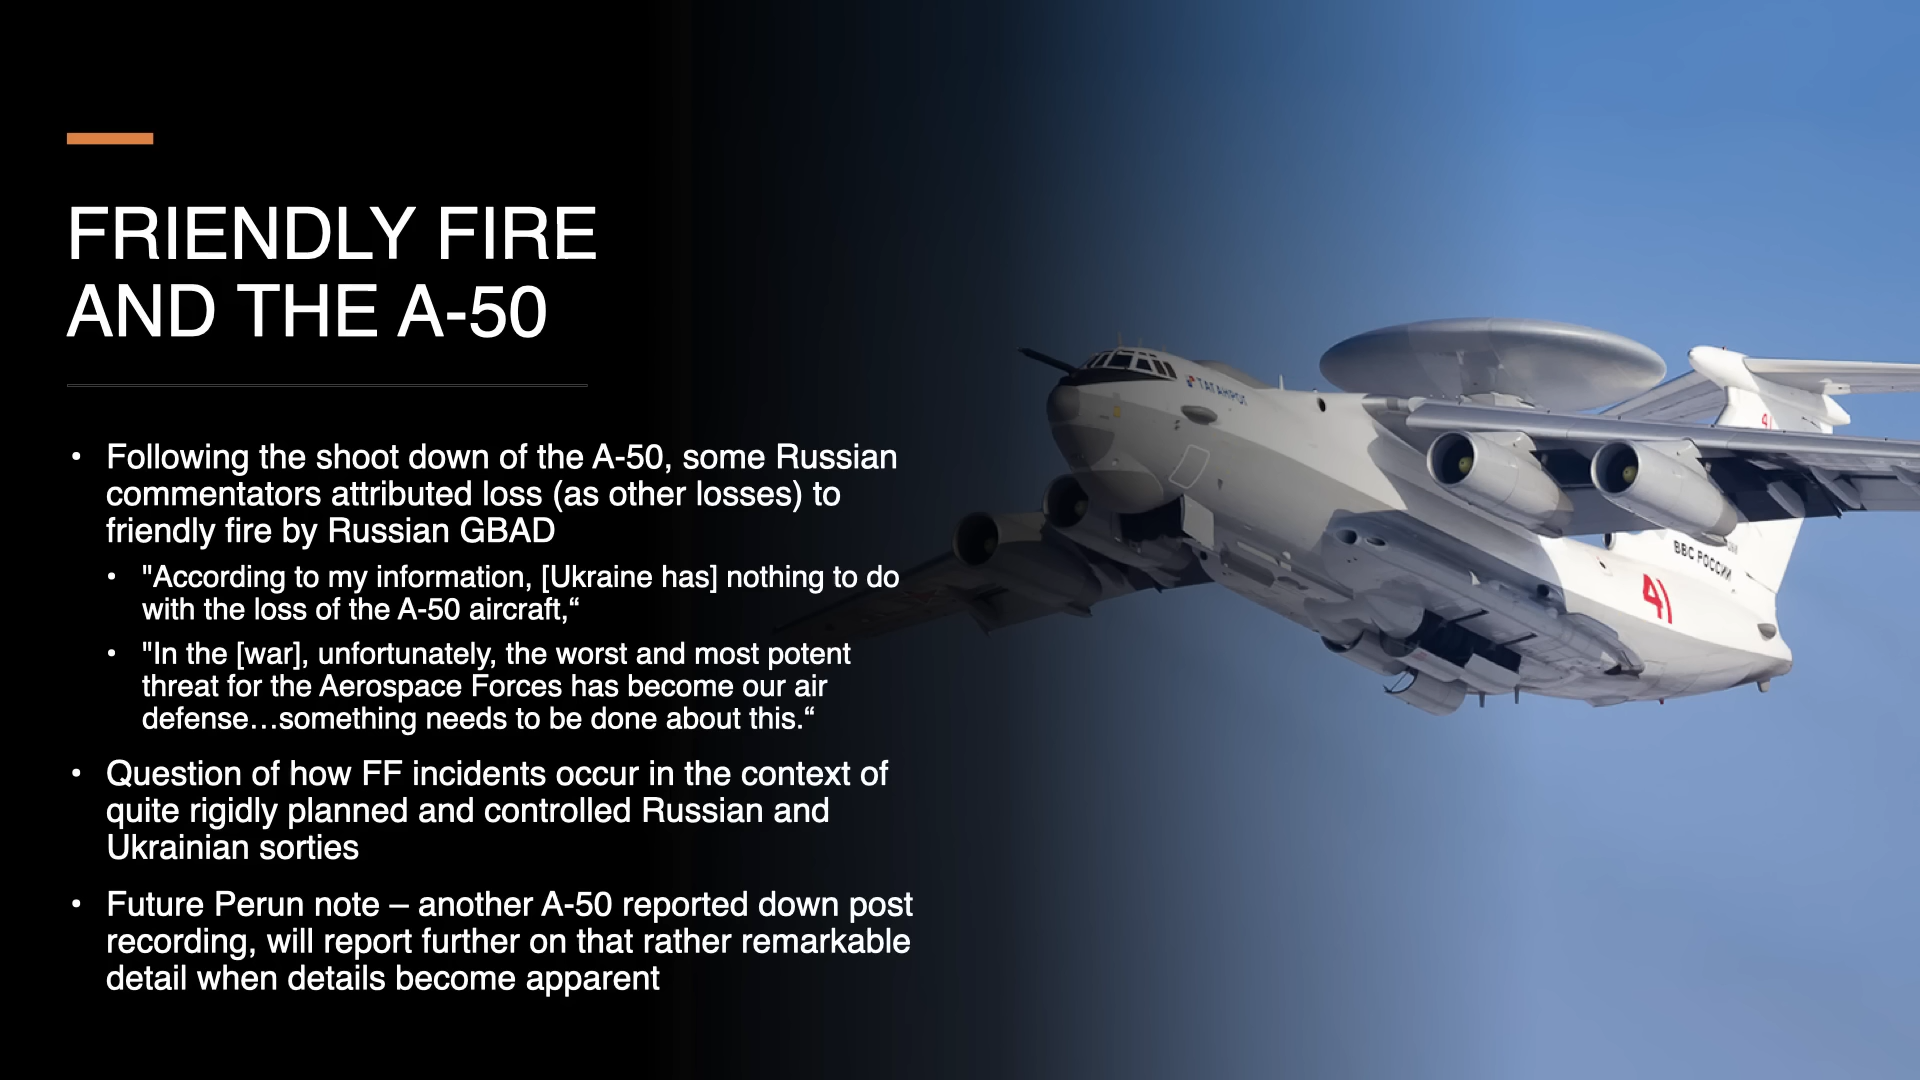 FRIENDLY FIRE
AND THE A-50
• Following the shoot down of the A-50, some Russian
commentators attributed loss (as other losses) to
friendly fire by Russian GBAD
• "According to my information, [Ukraine has] nothing to do
with the loss of the A-50 aircraft,“
• "In the [war], unfortunately, the worst and most potent
threat for the Aerospace Forces has become our air
defense…something needs to be done about this.“
• Question of how FF incidents occur in the context of
quite rigidly planned and controlled Russian and
Ukrainian sorties
• Future Perun note – another A-50 reported down post
recording, will report further on that rather remarkable
detail when details become apparent
ТАГАНРОГ
41
ВВС РОССИИ
41